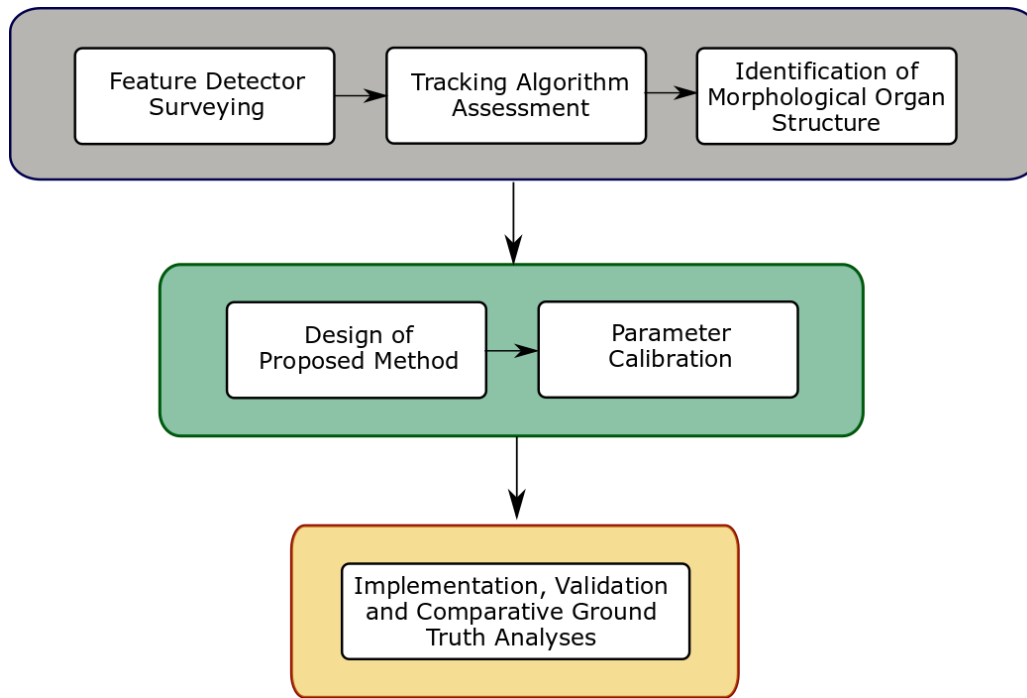 Feature Detector
Surveying
Tracking Algorithm
Assessment
Identification of
Morphological Organ
Structure
Design of
Proposed Method
Parameter
Calibration
Implementation, Validation
and Comparative Ground
Truth Analyses